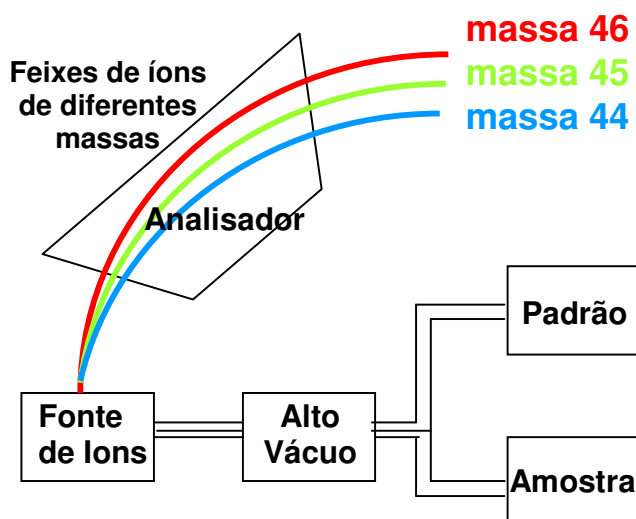 massa 46
massa 45
massa 44
Feixes de íons
de diferentes
massas
Analisador
Padrão
Fonte
de Ions
Alto
Vácuo
Amostra